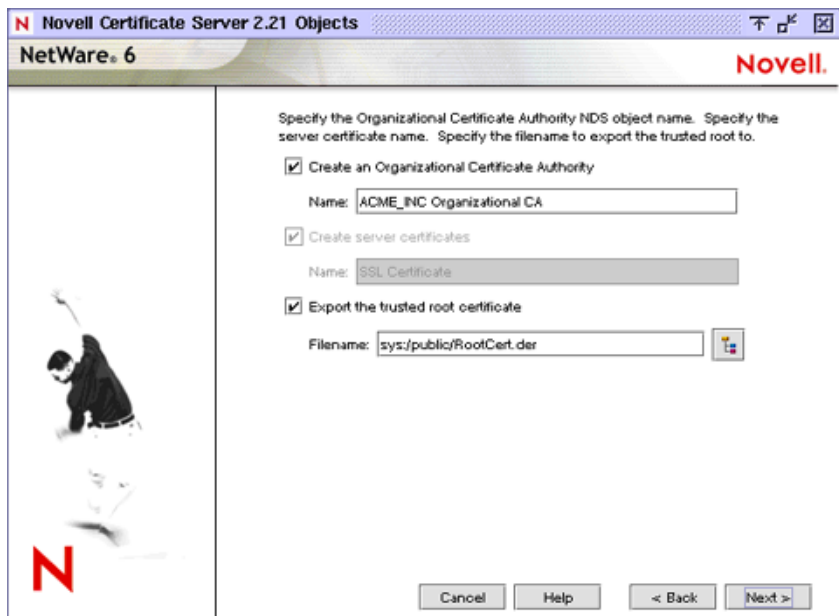 N Novell Certificate Server 2.21 Objects
NetWare® 6
Novell.
Specify the Organizational Certificate Authority NDS object name. Specify the
server certificate name. Specify the filename to export the trusted root to.
Create an Organizational Certificate Authority
Name: ACME_INC Organizational CA
Create server certificates
Name: SSL Certificate
Export the trusted root certificate
Filename: sys:/public/RootCert.der
N
Cancel Help < Back Next >